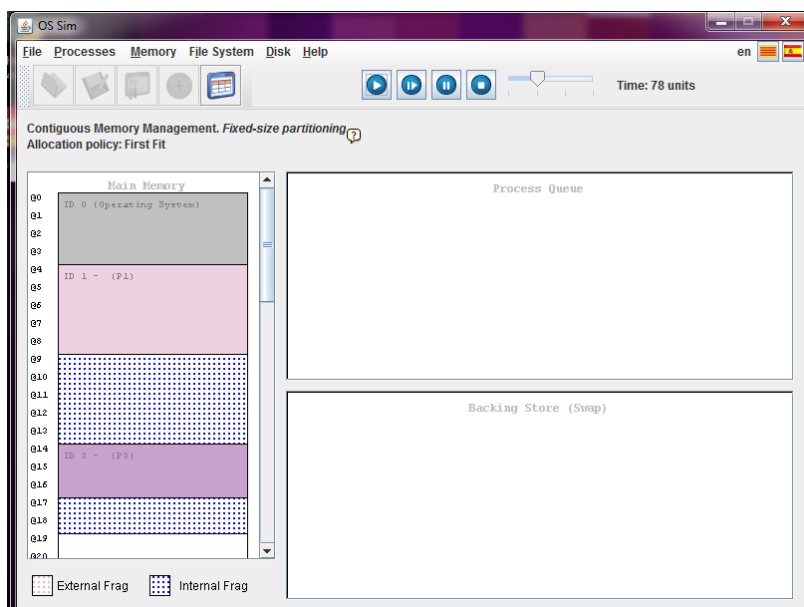 OS Sim
File Processes Memory File System Disk Help
en
Time: 78 units
Contiguous Memory Management. Fixed-size partitioning
?
Allocation policy: First Fit
Main Memory
Process Queue
@0
ID 0 (Operating System)
@1
@2
@3
@4
ID 1 - (P1)
@5
@6
@7
@8
@9
@10
@11
@12
@13
@14
ID 3 - (P3)
@15
@16
@17
@18
@19
@20
Backing Store (Swap)
External Frag
Internal Frag